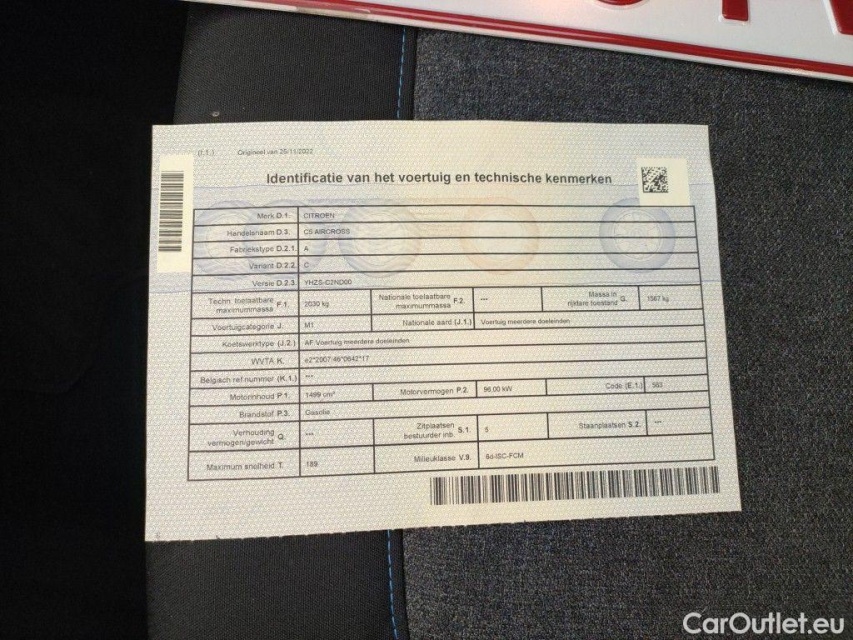 (I.1.) Origineel van 25/11/2022
Identificatie van het voertuig en technische kenmerken
Merk D.1. CITROEN
Handelsnaam D.3. C5 AIRCROSS
Fabriekstype D.2.1. A
Variant D.2.2. C
Versie D.2.3. YHZS-C2ND00
Techn. toelaatbare maximummassa F.1. 2030 kg Nationale toelaatbare maximummassa F.2. --- Massa in rijklare toestand G. 1567 kg
Voertuigcategorie J. M1 Nationale aard (J.1.) Voertuig meerdere doeleinden
Koetswerktype (J.2.) AF Voertuig meerdere doeleinden
WVTA K. e2*2007/46*0642*17
Belgisch ref.nummer (K.1.) ---
Motorinhoud P.1. 1499 cm³ Motorvermogen P.2. 96,00 kW Code (E.1.) 563
Brandstof P.3. Gasolie
Verhouding vermogen/gewicht Q. --- Zitplaatsen bestuurder inb. S.1. 5 Staanplaatsen S.2. ---
Maximum snelheid T. 189 Milieuklasse V.9. 6d-ISC-FCM
CarOutlet.eu